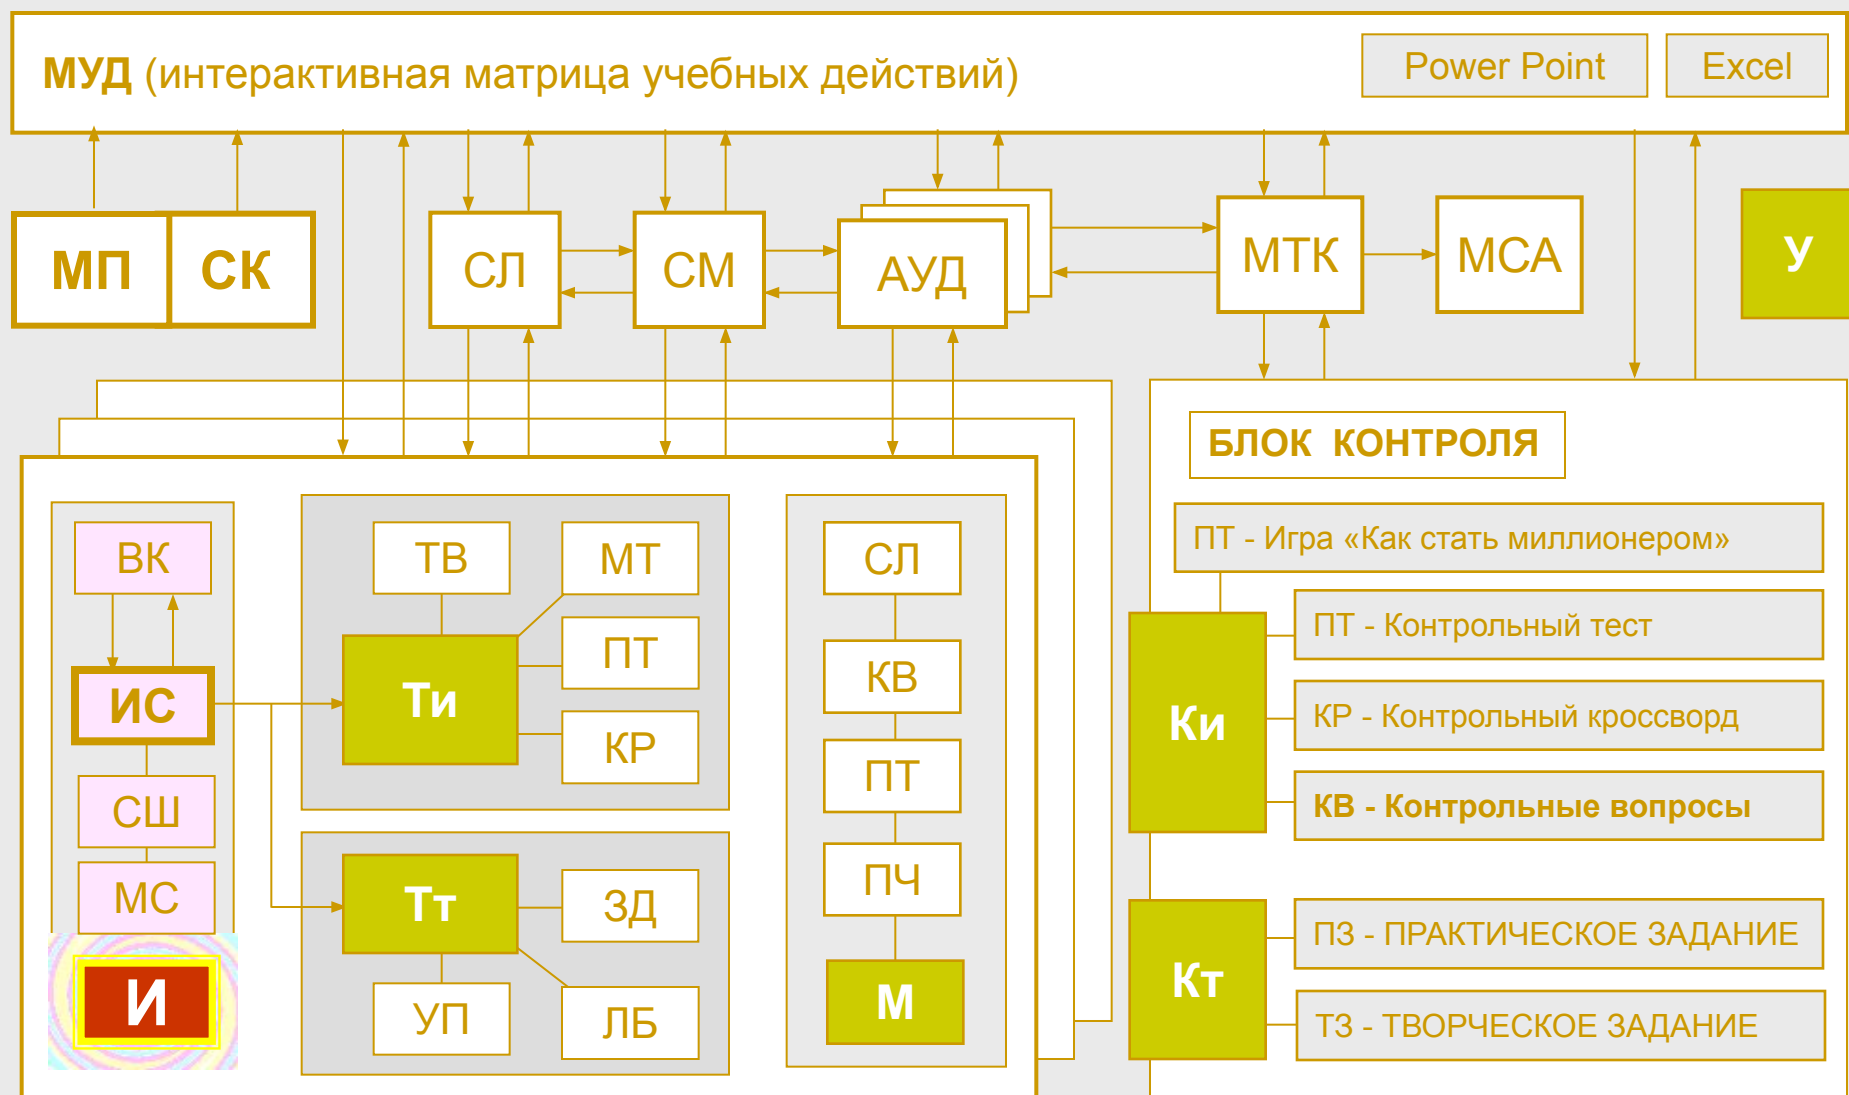 МУД (интерактивная матрица учебных действий)
Power Point
Excel
МП
СК
СЛ
СМ
АУД
МТК
МСА
У
ВК
ИС
СШ
МС
И
ТВ
МТ
ПТ
КР
Ти
Тт
ЗД
УП
ЛБ
СЛ
КВ
ПТ
ПЧ
М
БЛОК КОНТРОЛЯ
ПТ - Игра «Как стать миллионером»
Ки
ПТ - Контрольный тест
КР - Контрольный кроссворд
КВ - Контрольные вопросы
Кт
ПЗ - ПРАКТИЧЕСКОЕ ЗАДАНИЕ
ТЗ - ТВОРЧЕСКОЕ ЗАДАНИЕ